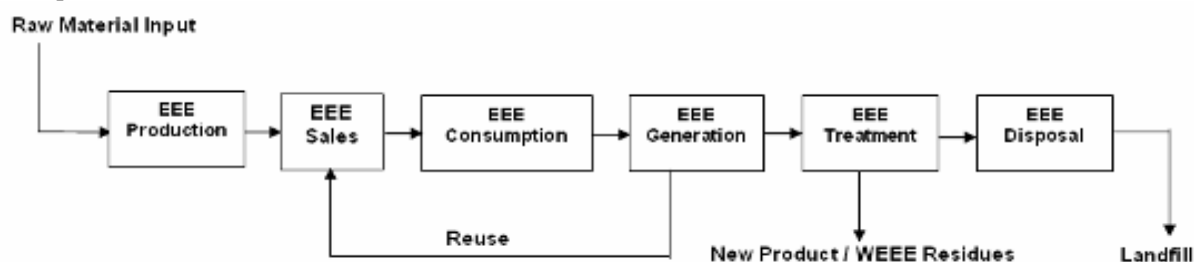 Raw Material Input
EEE
Production
EEE
Sales
EEE
Consumption
EEE
Generation
EEE
Treatment
EEE
Disposal
Reuse
New Product / WEEE Residues
Landfill